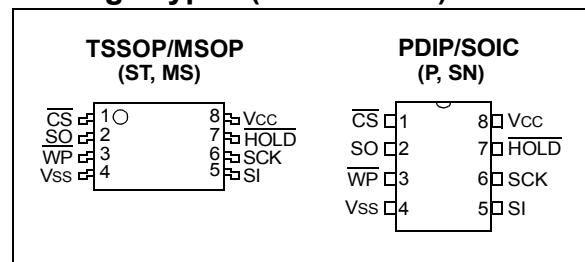 TSSOP/MSOP
(ST, MS)
CS 1 8 VCC
SO 2 7 HOLD
WP 3 6 SCK
VSS 4 5 SI
PDIP/SOIC
(P, SN)
CS 1 8 VCC
SO 2 7 HOLD
WP 3 6 SCK
VSS 4 5 SI